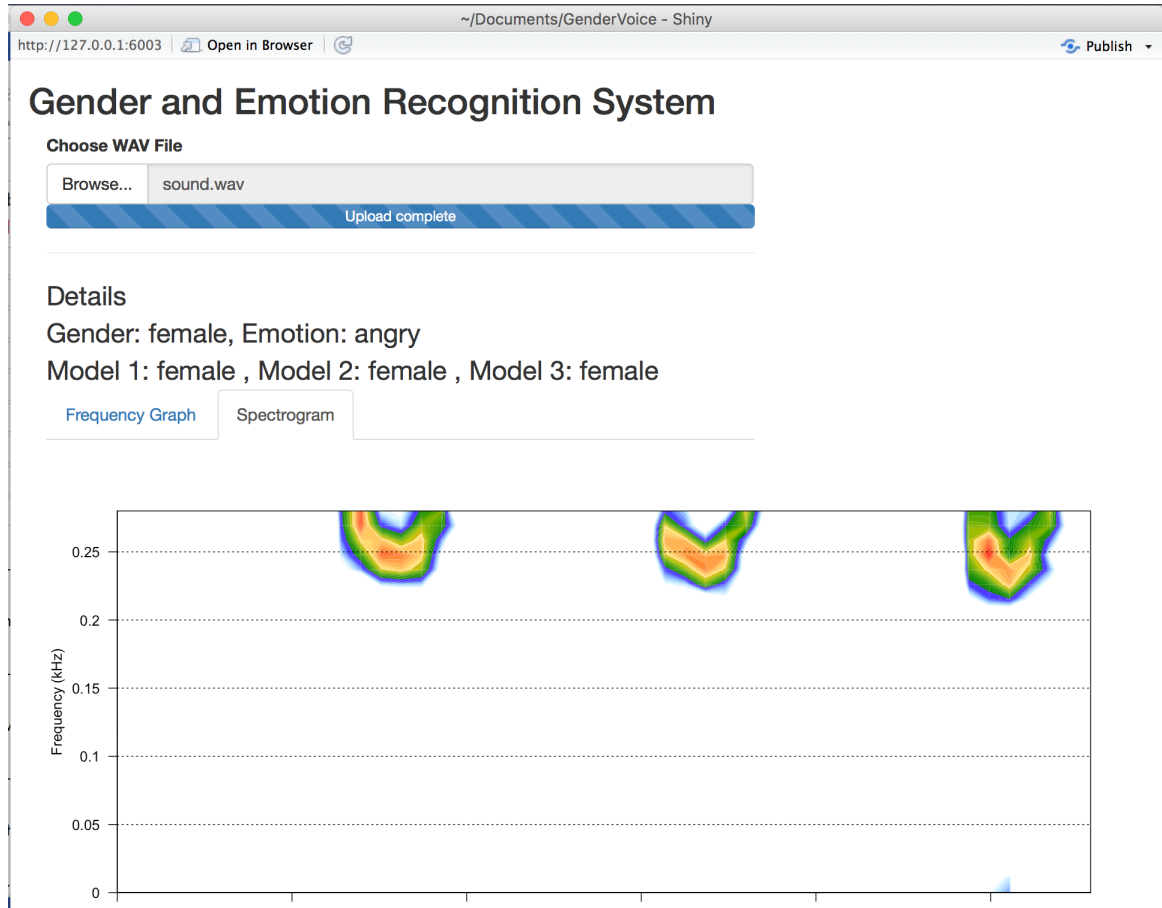 ~/Documents/GenderVoice - Shiny
http://127.0.0.1:6003 Open in Browser Publish
Gender and Emotion Recognition System
Choose WAV File
Browse... sound.wav
Upload complete
Details
Gender: female, Emotion: angry
Model 1: female , Model 2: female , Model 3: female
Frequency Graph Spectrogram
Frequency (kHz)
0.25
0.2
0.15
0.1
0.05
0